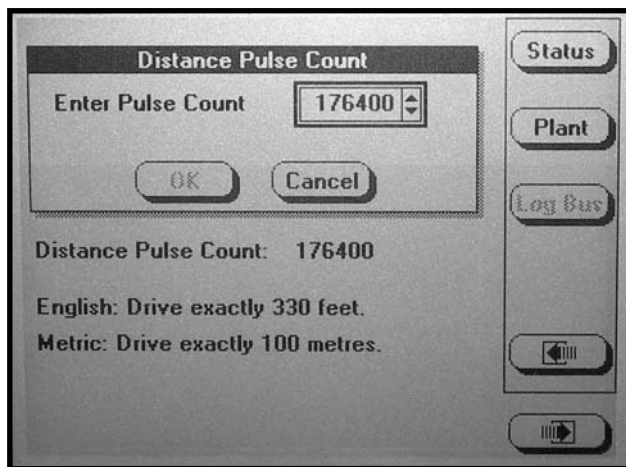 Distance Pulse Count
Enter Pulse Count 176400
OK Cancel
Distance Pulse Count: 176400
English: Drive exactly 330 feet.
Metric: Drive exactly 100 metres.
Status
Plant
Log Bus